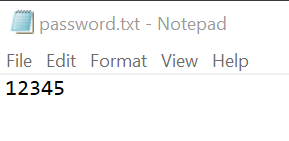 password.txt - Notepad
File Edit Format View Help
12345